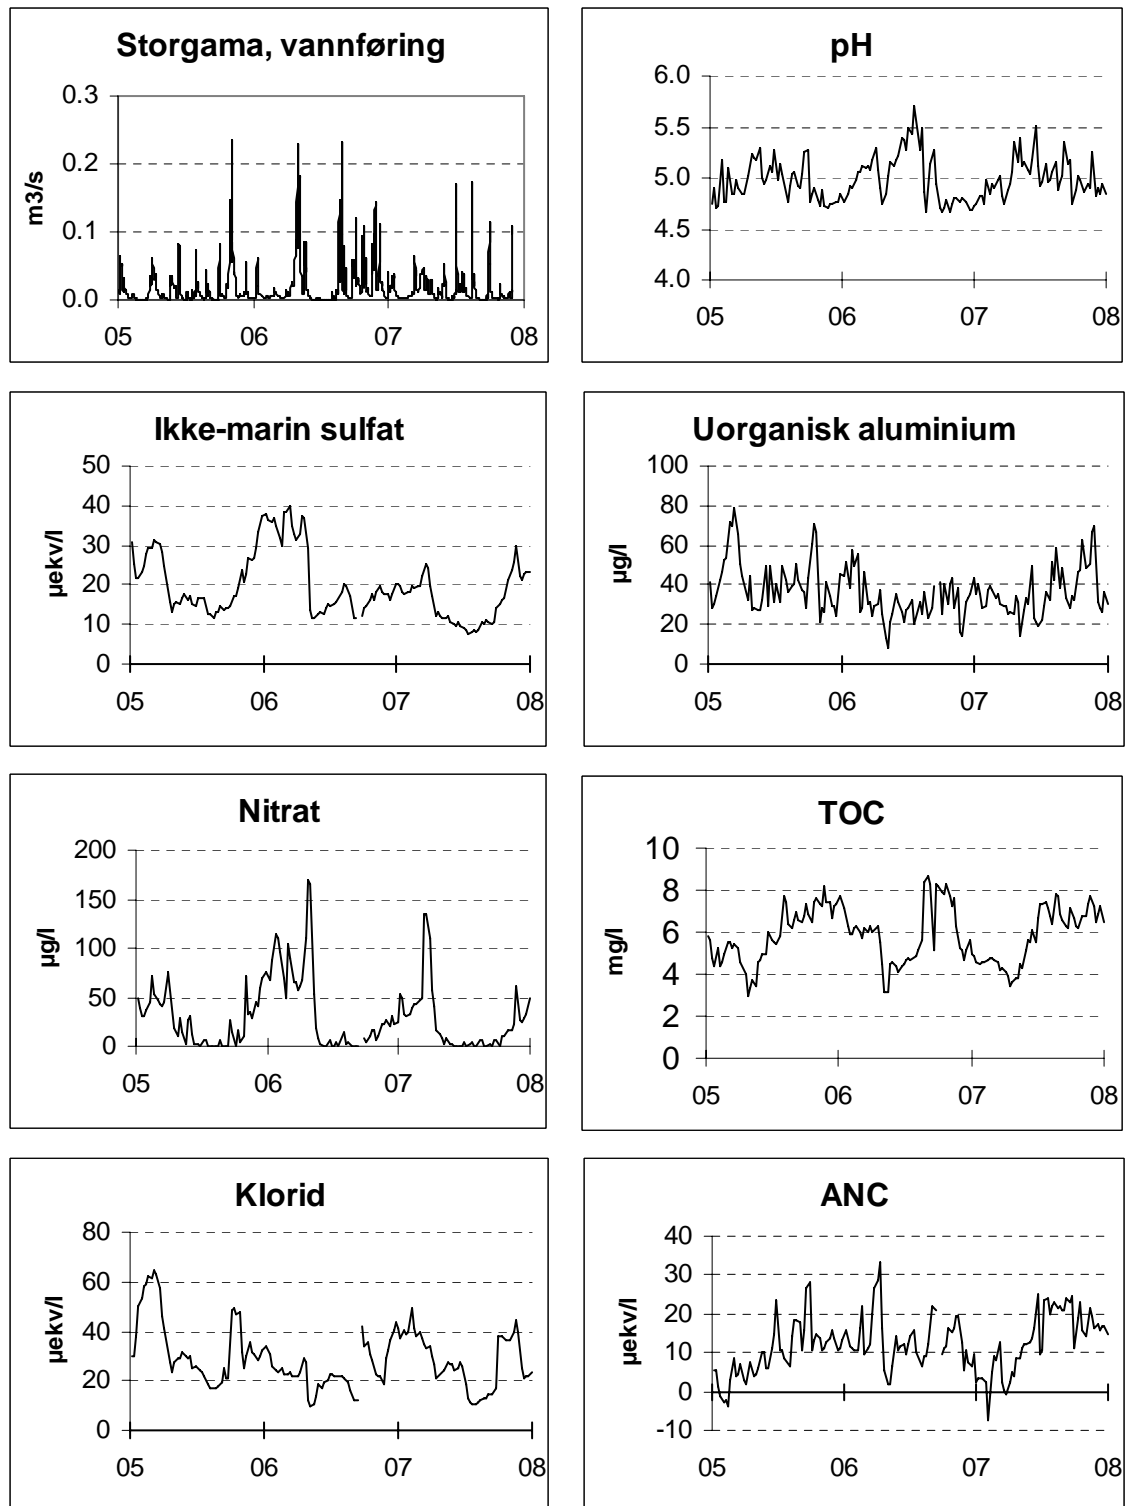 Storgama, vannføring
m3/s
0.3
0.2
0.1
0.0
05 06 07 08
pH
6.0
5.5
5.0
4.5
4.0
05 06 07 08
Ikke-marin sulfat
µekv/l
50
40
30
20
10
0
05 06 07 08
Uorganisk aluminium
µg/l
100
80
60
40
20
0
05 06 07 08
Nitrat
µg/l
200
150
100
50
0
05 06 07 08
TOC
mg/l
10
8
6
4
2
0
05 06 07 08
Klorid
µekv/l
80
60
40
20
0
05 06 07 08
ANC
µekv/l
40
30
20
10
0
-10
05 06 07 08